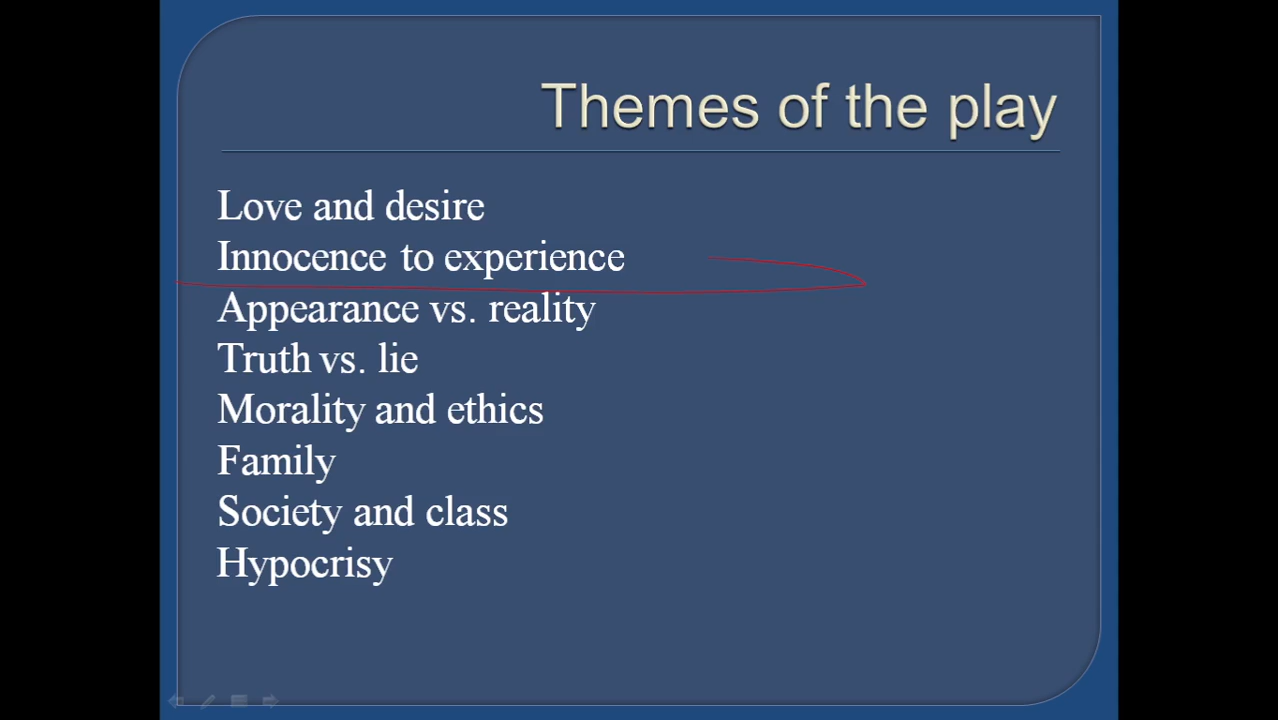 Themes of the play
Love and desire
Innocence to experience
Appearance vs. reality
Truth vs. lie
Morality and ethics
Family
Society and class
Hypocrisy